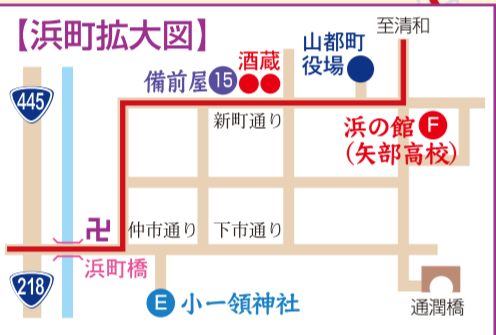 【浜町拡大図】
至清和
山都町
役場
酒蔵
備前屋15
445
新町通り
浜の館 F
(矢部高校)
卍
仲市通り 下市通り
浜町橋
218
E 小一領神社
通潤橋